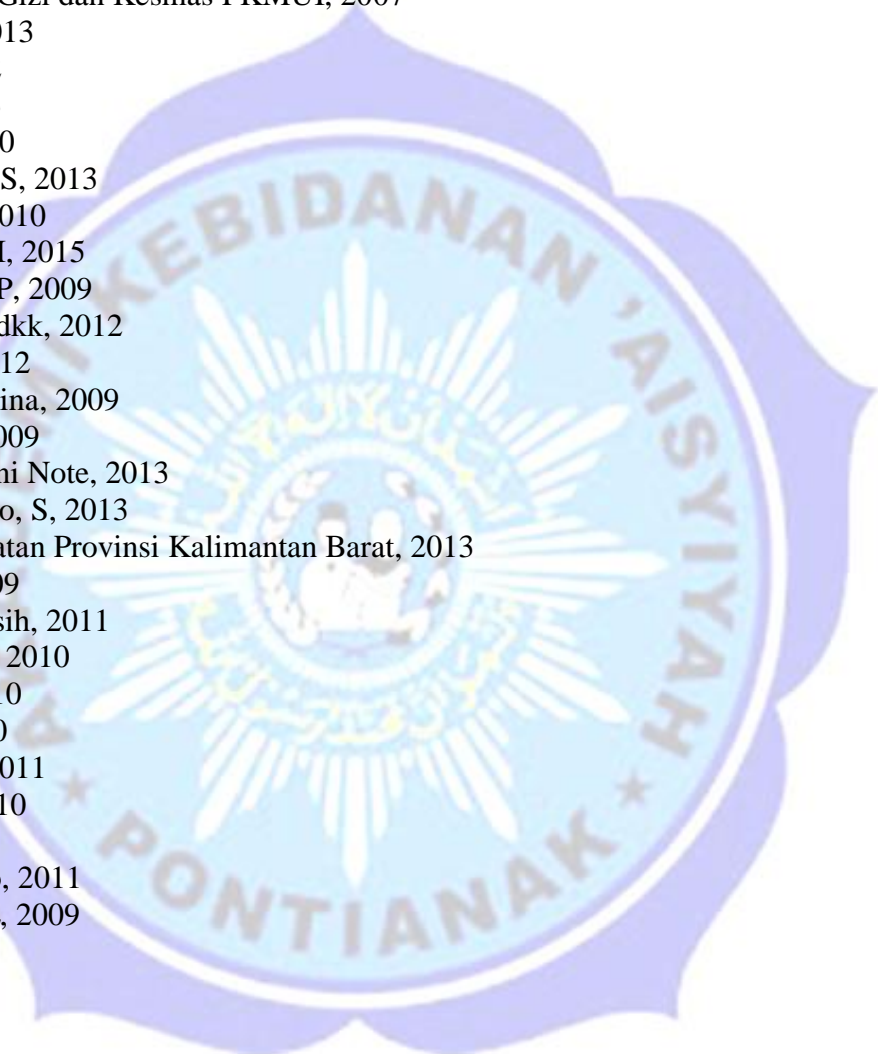 Gizi dan Kesmas FKMUI, 2007
013
0
S, 2013
010
I, 2015
P, 2009
dkk, 2012
12
ina, 2009
009
ni Note, 2013
o, S, 2013
atan Provinsi Kalimantan Barat, 2013
09
sih, 2011
, 2010
10
0
011
10
, 2011
, 2009
KEBIDANAN 'AISYIYAH
PONTIANAK